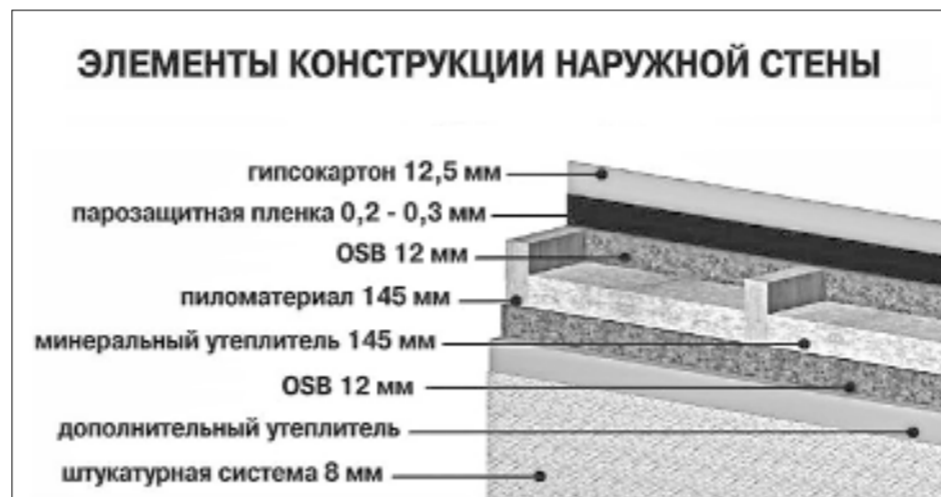 ЭЛЕМЕНТЫ КОНСТРУКЦИИ НАРУЖНОЙ СТЕНЫ
гипсокартон 12,5 мм
парозащитная пленка 0,2 - 0,3 мм
OSB 12 мм
пиломатериал 145 мм
минеральный утеплитель 145 мм
OSB 12 мм
дополнительный утеплитель
штукатурная система 8 мм